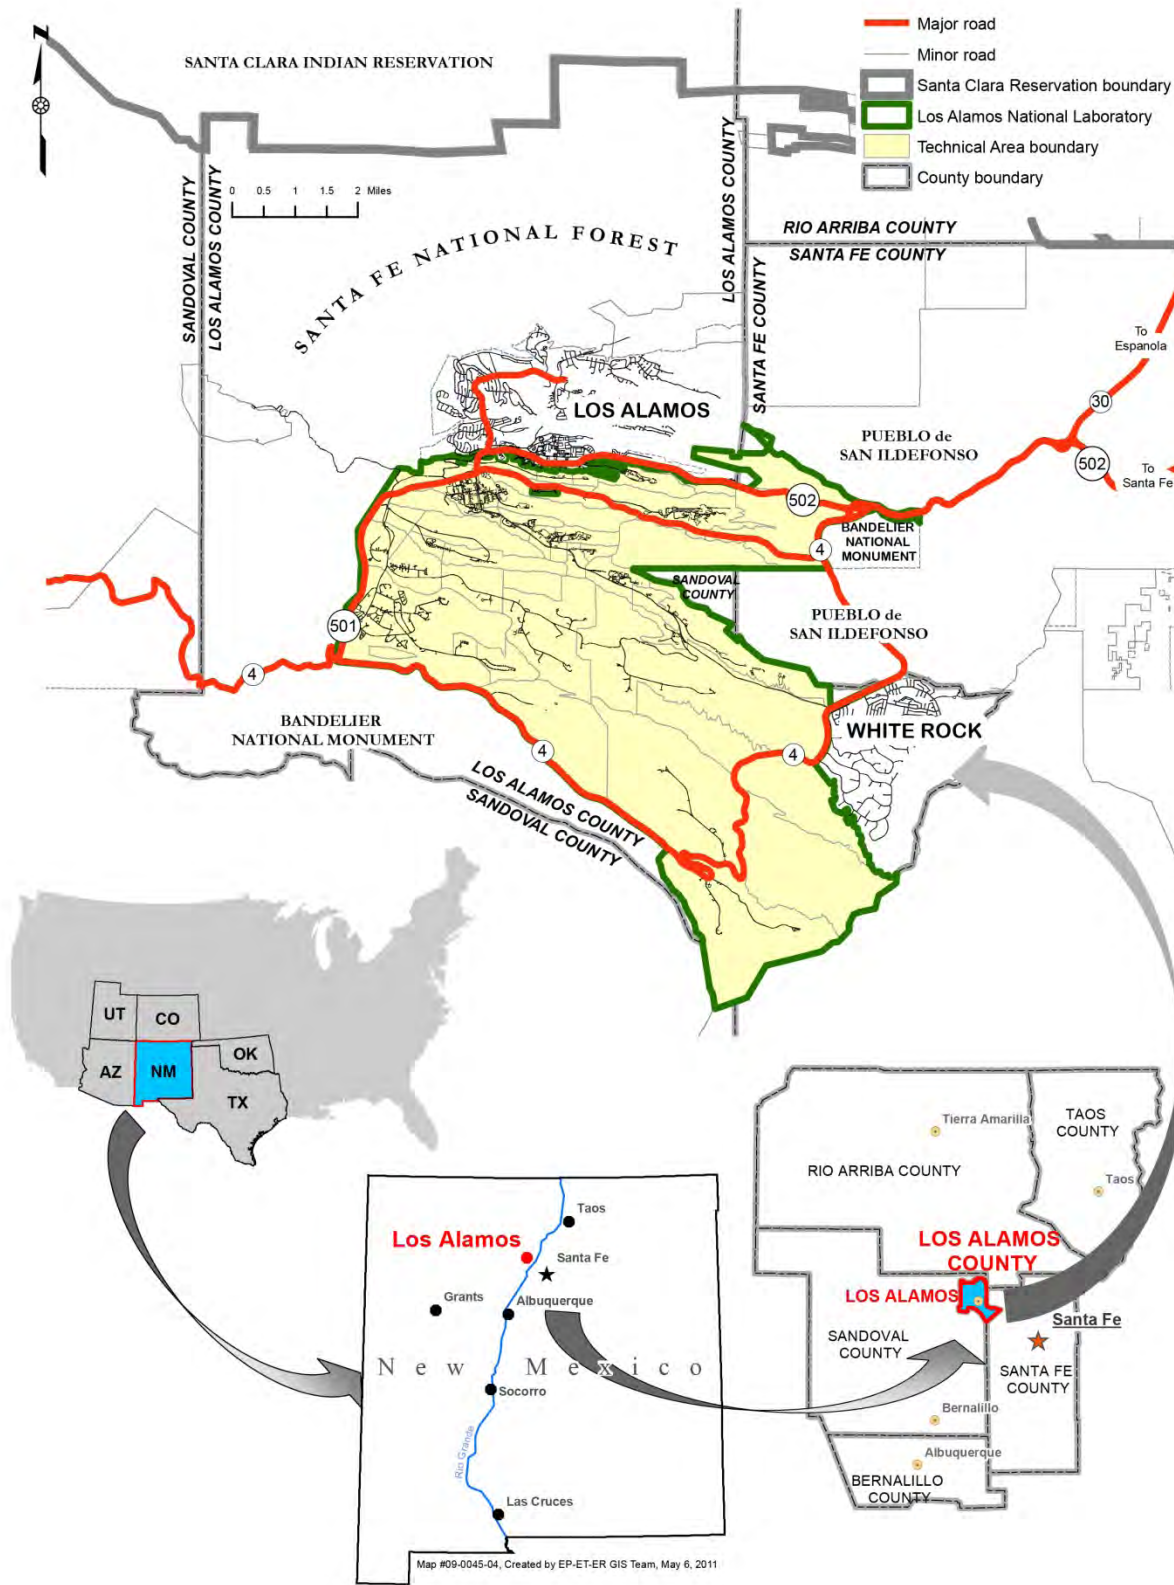 N
SANTA CLARA INDIAN RESERVATION
Major road
Minor road
Santa Clara Reservation boundary
Los Alamos National Laboratory
Technical Area boundary
County boundary
0 0.5 1 1.5 2 Miles
SANDOVAL COUNTY
LOS ALAMOS COUNTY
LOS ALAMOS COUNTY
SANTA FE COUNTY
RIO ARRIBA COUNTY
SANTA FE COUNTY
SANTA FE NATIONAL FOREST
To
Espanola
LOS ALAMOS
30
PUEBLO de
SAN ILDEFONSO
502
To
Santa Fe
502
BANDELIER
NATIONAL
MONUMENT
4
SANDOVAL
COUNTY
PUEBLO de
SAN ILDEFONSO
501
4
BANDELIER
NATIONAL MONUMENT
4
4
WHITE ROCK
LOS ALAMOS COUNTY
SANDOVAL COUNTY
UT
CO
AZ
NM
OK
TX
Taos
Los Alamos
Santa Fe
Grants
Albuquerque
New Mexico
Socorro
Rio Grande
Las Cruces
Map #09-0045-04, Created by EP-ET-ER GIS Team, May 6, 2011
Tierra Amarilla
TAOS
COUNTY
RIO ARRIBA COUNTY
Taos
LOS ALAMOS
COUNTY
LOS ALAMOS
Santa Fe
SANDOVAL
COUNTY
SANTA FE
COUNTY
Bernalillo
Albuquerque
BERNALILLO
COUNTY